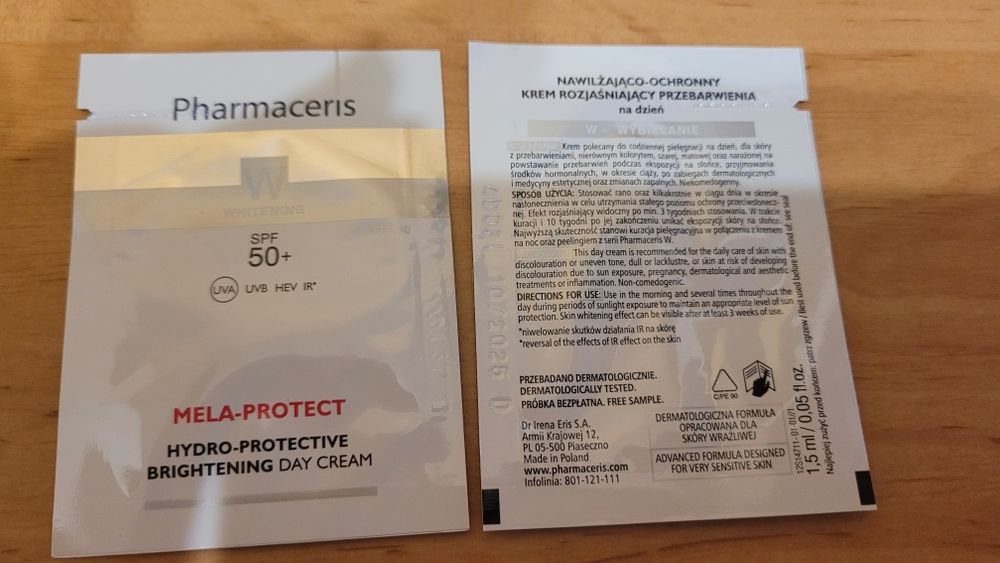 Pharmaceris
W
WHITENING
SPF
50+
UVA UVB HEV IR*
MELA-PROTECT
HYDRO-PROTECTIVE
BRIGHTENING DAY CREAM
NAWILŻAJĄCO-OCHRONNY
KREM ROZJAŚNIAJĄCY PRZEBARWIENIA
na dzień
W - WYBIELANIE
Krem polecany do codziennej pielęgnacji na dzień, dla skóry
z przebarwieniami, nierównym kolorytem, szarej, matowej oraz narażonej na
powstawanie przebarwień podczas ekspozycji na słońce, przyjmowania
środków hormonalnych, w okresie ciąży, po zabiegach dermatologicznych
i medycyny estetycznej oraz zmianach zapalnych. Niekomedogenny.
SPOSÓB UŻYCIA: Stosować rano oraz kilkakrotnie w ciągu dnia w okresie
nasłonecznienia w celu utrzymania stałego poziomu ochrony przeciwsłonecz-
nej. Efekt rozjaśniający widoczny po min. 3 tygodniach stosowania. W trakcie
kuracji i 10 tygodni po jej zakończeniu unikać ekspozycji skóry na słońce.
Najwyższą skuteczność stanowi kuracja pielęgnacyjna w połączeniu z kremem
na noc oraz peelingiem z serii Pharmaceris W.
This day cream is recommended for the daily care of skin with
discolouration or uneven tone, dull or lacklustre, or skin at risk of developing
discolouration due to sun exposure, pregnancy, dermatological and aesthetic
treatments or inflammation. Non-comedogenic.
DIRECTIONS FOR USE: Use in the morning and several times throughout the
day during periods of sunlight exposure to maintain an appropriate level of sun
protection. Skin whitening effect can be visible after at least 3 weeks of use.
*niwelowanie skutków działania IR na skórę
*reversal of the effects of IR effect on the skin
PRZEBADANO DERMATOLOGICZNIE.
DERMATOLOGICALLY TESTED.
PRÓBKA BEZPŁATNA. FREE SAMPLE.
C/PE 90
Dr Irena Eris S.A.
Armii Krajowej 12,
PL 05-500 Piaseczno
Made in Poland
www.pharmaceris.com
Infolinia: 801-121-111
DERMATOLOGICZNA FORMUŁA
OPRACOWANA DLA
SKÓRY WRAŻLIWEJ
ADVANCED FORMULA DESIGNED
FOR VERY SENSITIVE SKIN
12S14711-01-01//1
1,5 ml / 0,05 fl.oz.
Najlepiej zużyć przed końcem: patrz zgrzew / Best used before the end of: see seal
10/2025